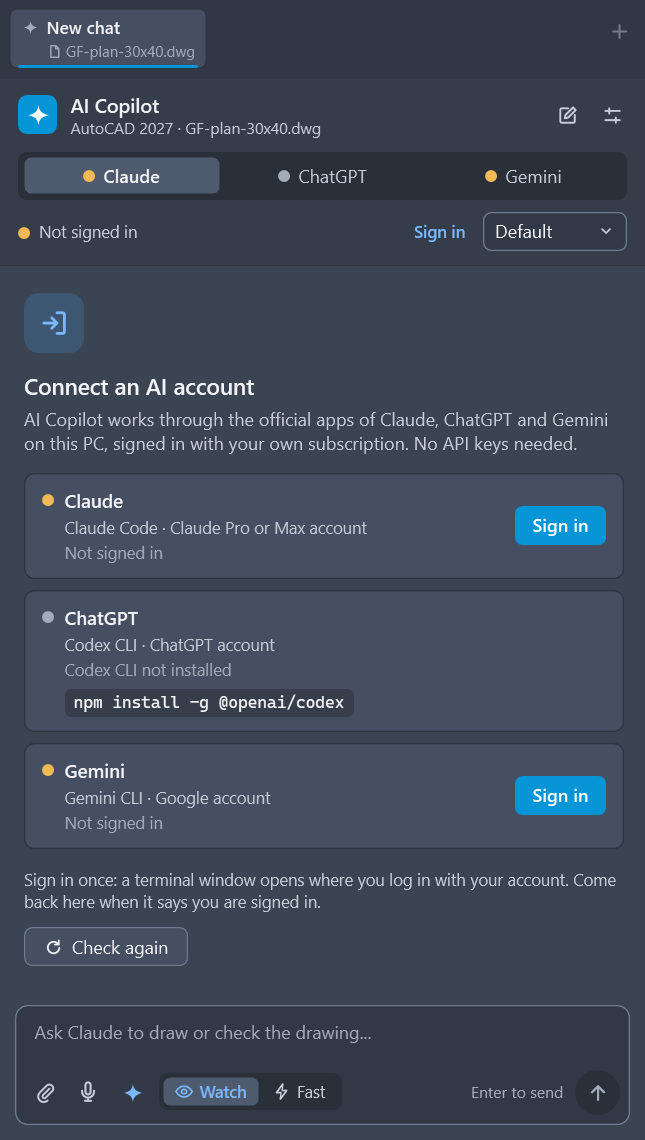 New chat
GF-plan-30x40.dwg
AI Copilot
AutoCAD 2027 · GF-plan-30x40.dwg
Claude
ChatGPT
Gemini
Not signed in
Sign in
Default
Connect an AI account
AI Copilot works through the official apps of Claude, ChatGPT and Gemini
on this PC, signed in with your own subscription. No API keys needed.
Claude
Claude Code · Claude Pro or Max account
Not signed in
Sign in
ChatGPT
Codex CLI · ChatGPT account
Codex CLI not installed
npm install -g @openai/codex
Gemini
Gemini CLI · Google account
Not signed in
Sign in
Sign in once: a terminal window opens where you log in with your account. Come
back here when it says you are signed in.
Check again
Ask Claude to draw or check the drawing...
Watch
Fast
Enter to send